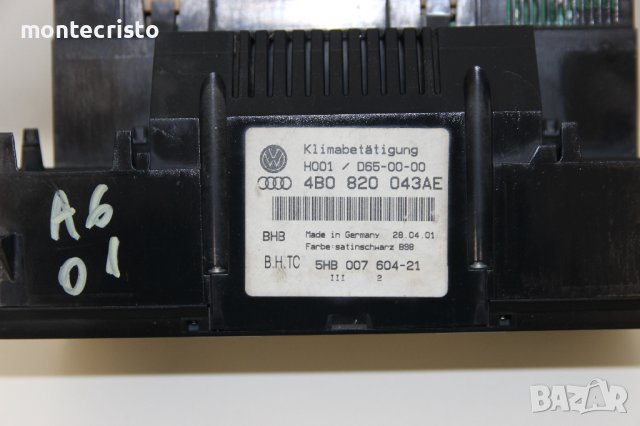 montecristo
Klimabetätigung
H001 / D65-00-00
4B0 820 043AE
BHB Made in Germany 28.04.01
Farbe:satinschwarz B98
B.H.TC 5HB 007 604-21
III 2
A6
01
BAZAR